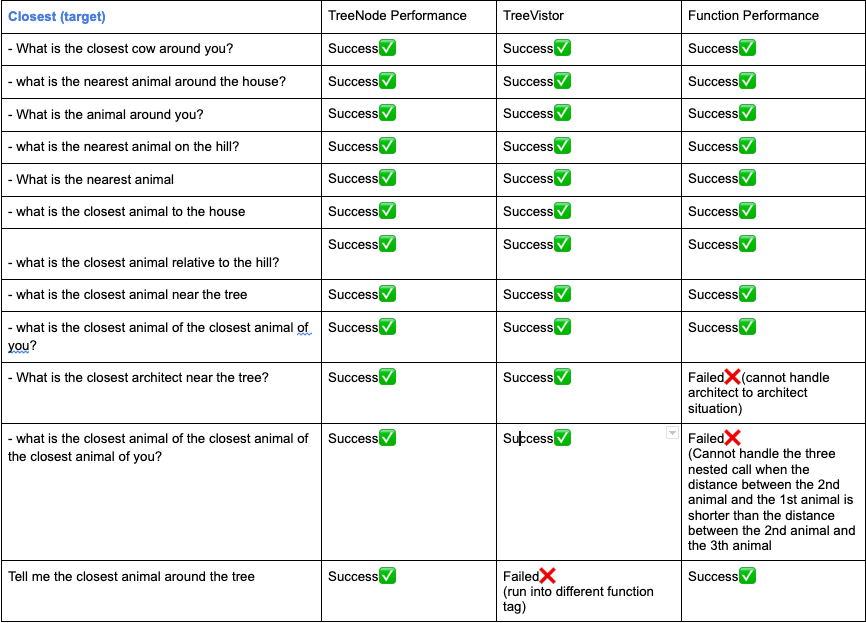 Closest (target) TreeNode Performance TreeVistor Function Performance
- What is the closest cow around you? Success✅ Success✅ Success✅
- what is the nearest animal around the house? Success✅ Success✅ Success✅
- What is the animal around you? Success✅ Success✅ Success✅
- what is the nearest animal on the hill? Success✅ Success✅ Success✅
- What is the nearest animal Success✅ Success✅ Success✅
- what is the closest animal to the house Success✅ Success✅ Success✅
Success✅ Success✅ Success✅
- what is the closest animal relative to the hill?
- what is the closest animal near the tree Success✅ Success✅ Success✅
- what is the closest animal of the closest animal of Success✅ Success✅ Success✅
you?
- What is the closest architect near the tree? Success✅ Success✅ Failed❌(cannot handle
architect to architect
situation)
- what is the closest animal of the closest animal of Success✅ Success✅ Failed❌
the closest animal of you?
(Cannot handle the three
nested call when the
distance between the 2nd
animal and the 1st animal is
shorter than the distance
between the 2nd animal and
the 3th animal
Tell me the closest animal around the tree Success✅ Failed❌ Success✅
(run into different function
tag)